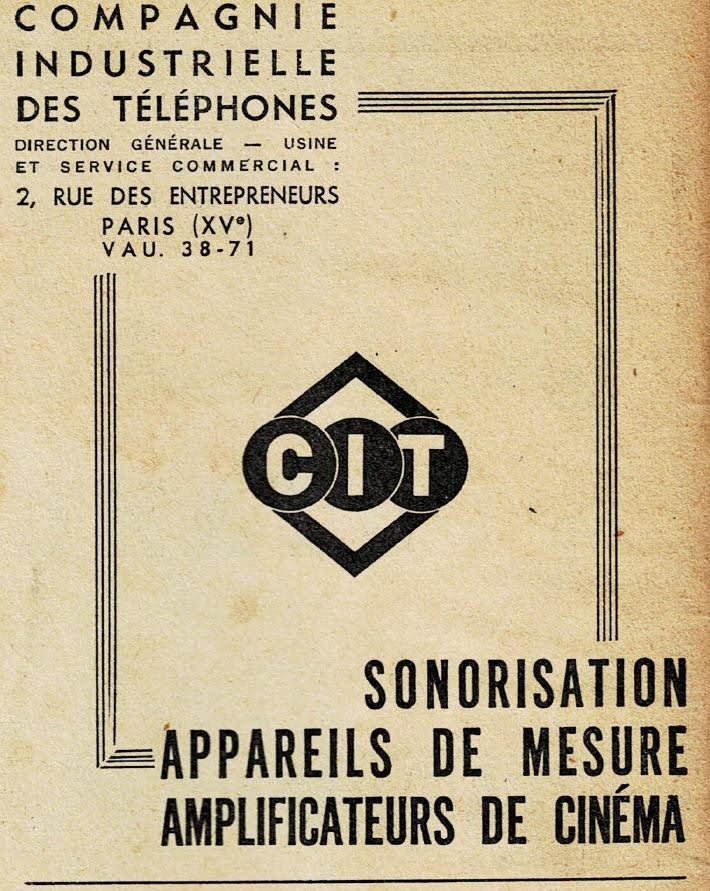 COMPAGNIE
INDUSTRIELLE
DES TÉLÉPHONES
DIRECTION GÉNÉRALE — USINE
ET SERVICE COMMERCIAL :
2, RUE DES ENTREPRENEURS
PARIS (XVᵉ)
VAU. 38-71
CIT
SONORISATION
APPAREILS DE MESURE
AMPLIFICATEURS DE CINÉMA